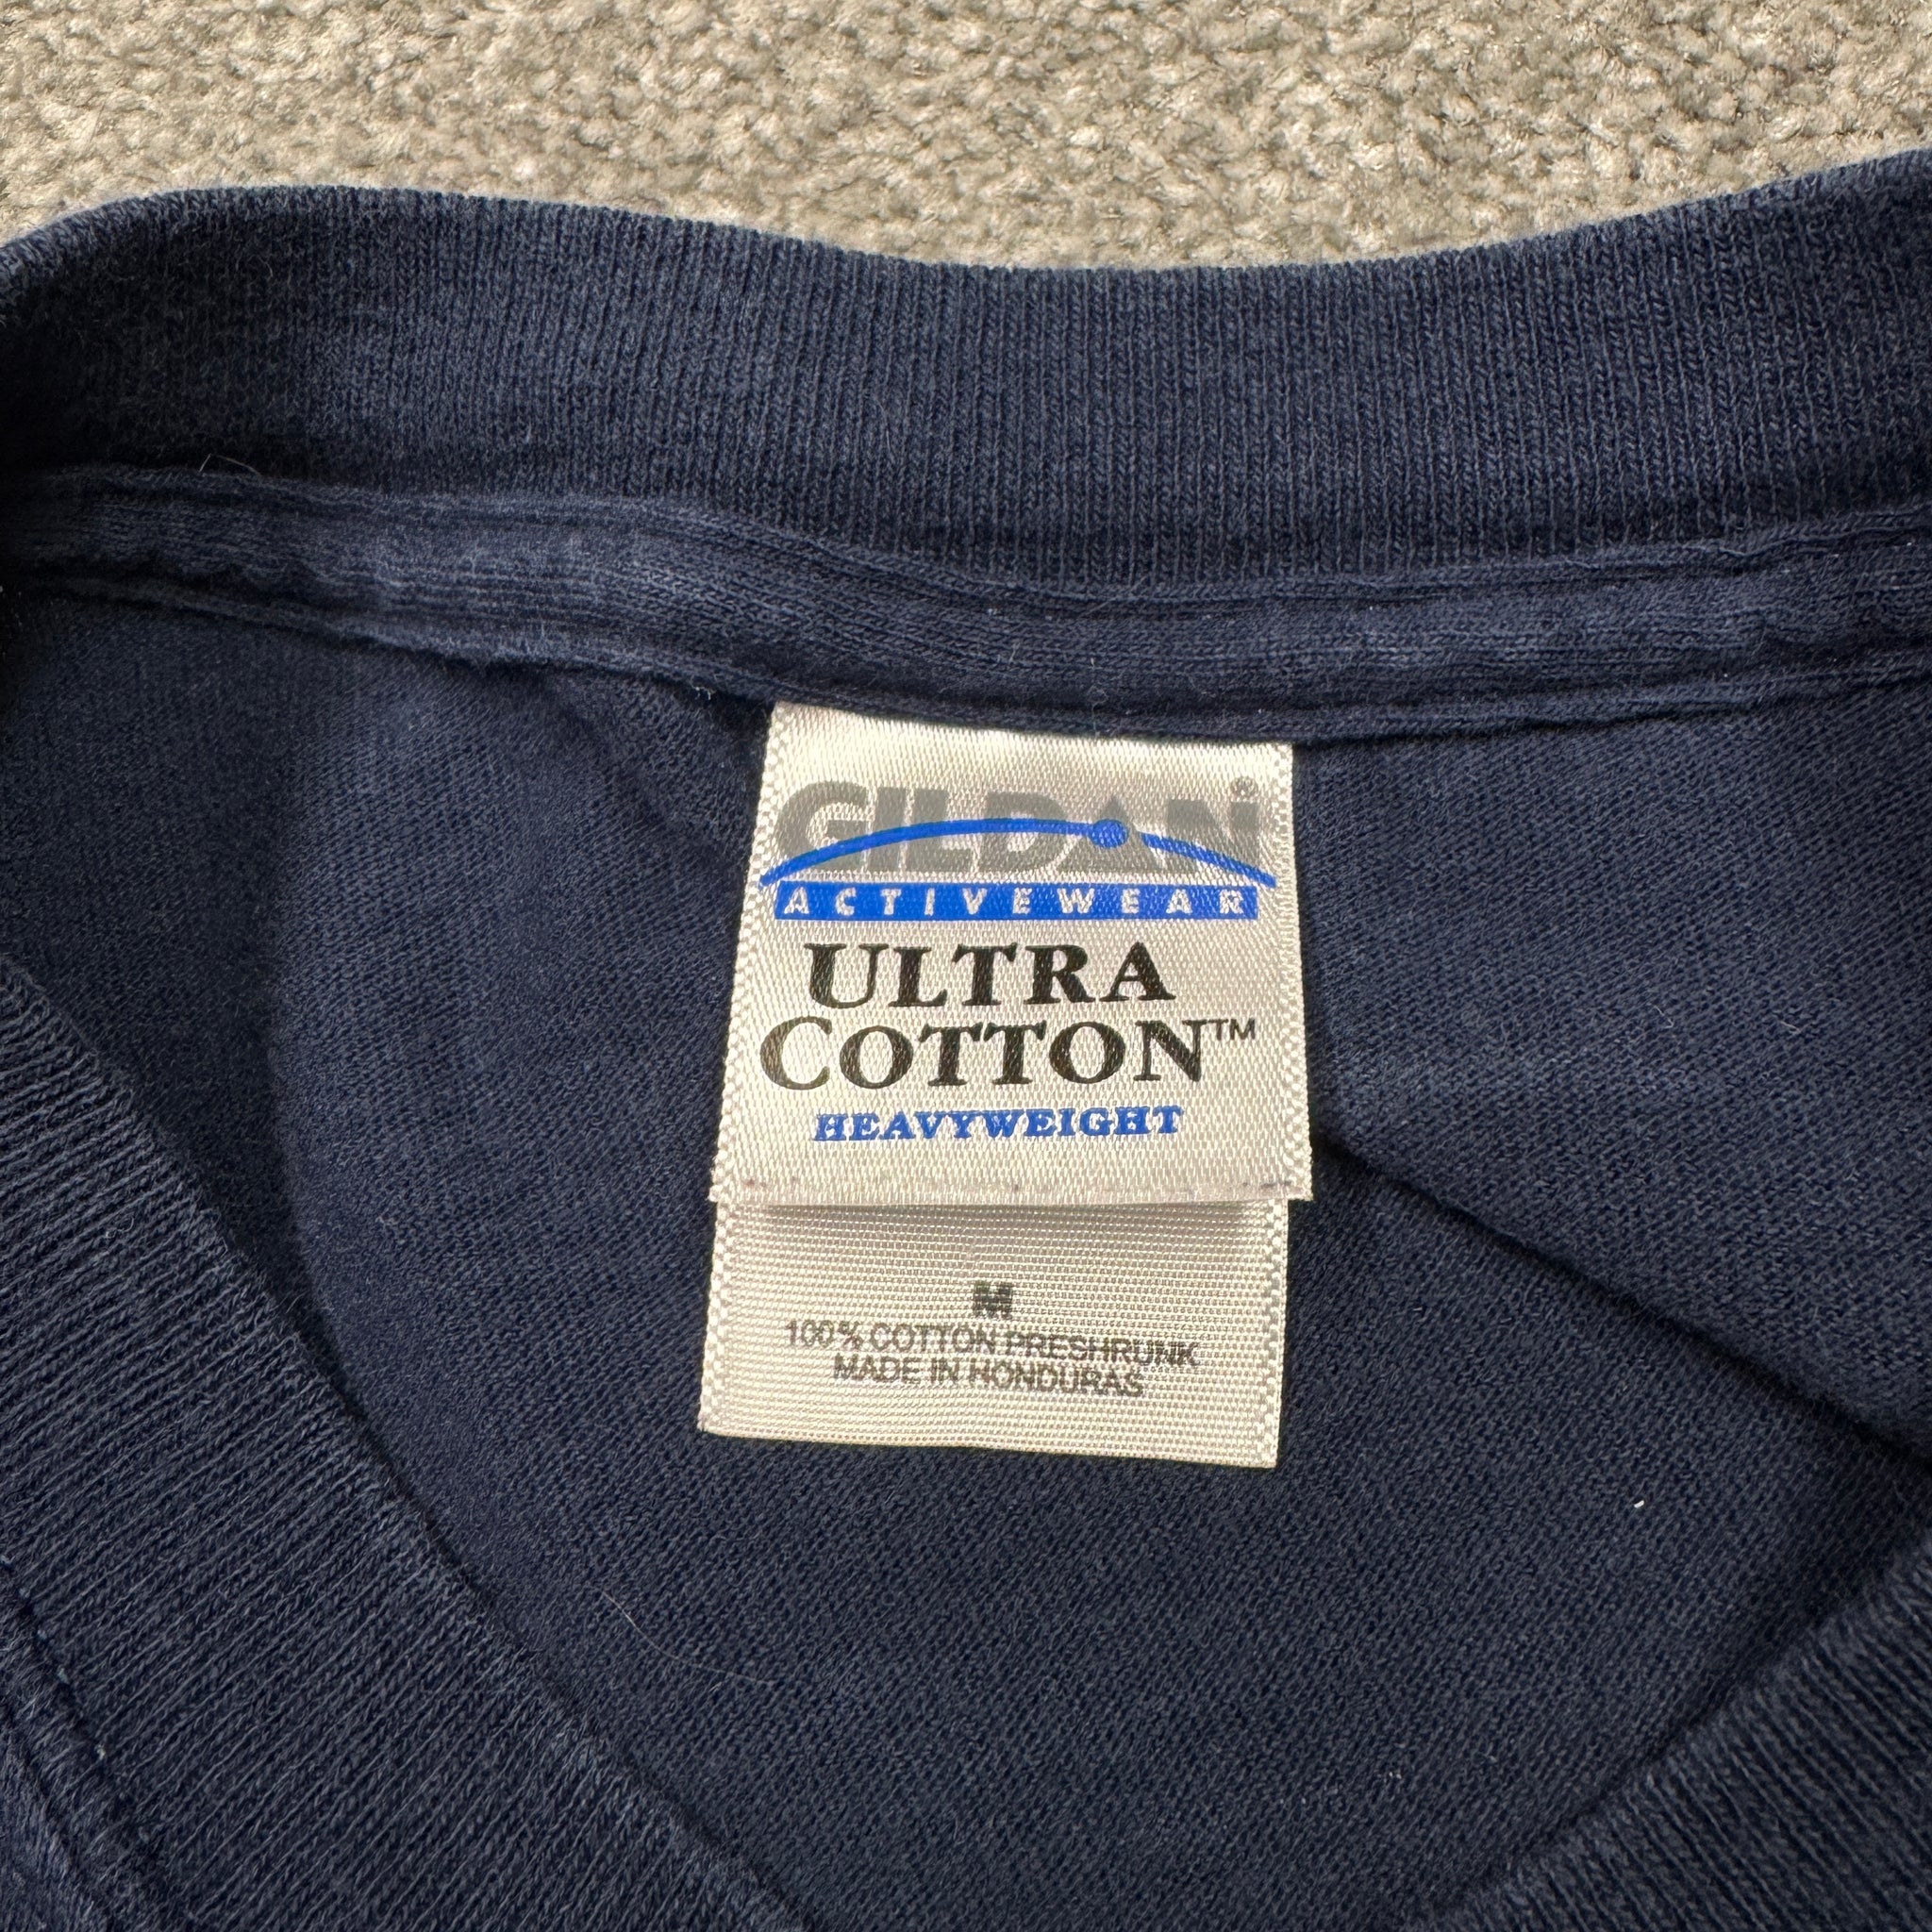 GILDAN®
ACTIVEWEAR
ULTRA
COTTON™
HEAVYWEIGHT
M
100% COTTON PRESHRUNK
MADE IN HONDURAS